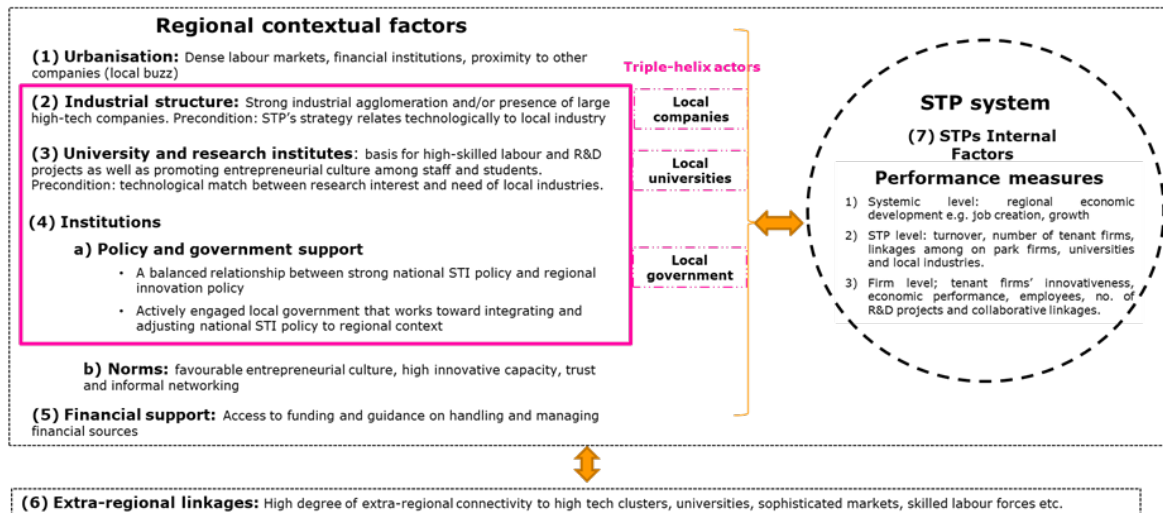 Regional contextual factors
(1) Urbanisation: Dense labour markets, financial institutions, proximity to other
companies (local buzz)
(2) Industrial structure: Strong industrial agglomeration and/or presence of large
high-tech companies. Precondition: STP's strategy relates technologically to local industry
(3) University and research institutes: basis for high-skilled labour and R&D
projects as well as promoting entrepreneurial culture among staff and students.
Precondition: technological match between research interest and need of local industries.
(4) Institutions
a) Policy and government support
• A balanced relationship between strong national STI policy and regional
innovation policy
• Actively engaged local government that works toward integrating and
adjusting national STI policy to regional context
b) Norms: favourable entrepreneurial culture, high innovative capacity, trust
and informal networking
(5) Financial support: Access to funding and guidance on handling and managing
financial sources
Triple-helix actors
Local
companies
Local
universities
Local
government
STP system
(7) STPs Internal
Factors
Performance measures
1) Systemic level: regional economic
development e.g. job creation, growth
2) STP level: turnover, number of tenant firms,
linkages among on park firms, universities
and local industries.
3) Firm level; tenant firms' innovativeness,
economic performance, employees, no. of
R&D projects and collaborative linkages.
(6) Extra-regional linkages: High degree of extra-regional connectivity to high tech clusters, universities, sophisticated markets, skilled labour forces etc.